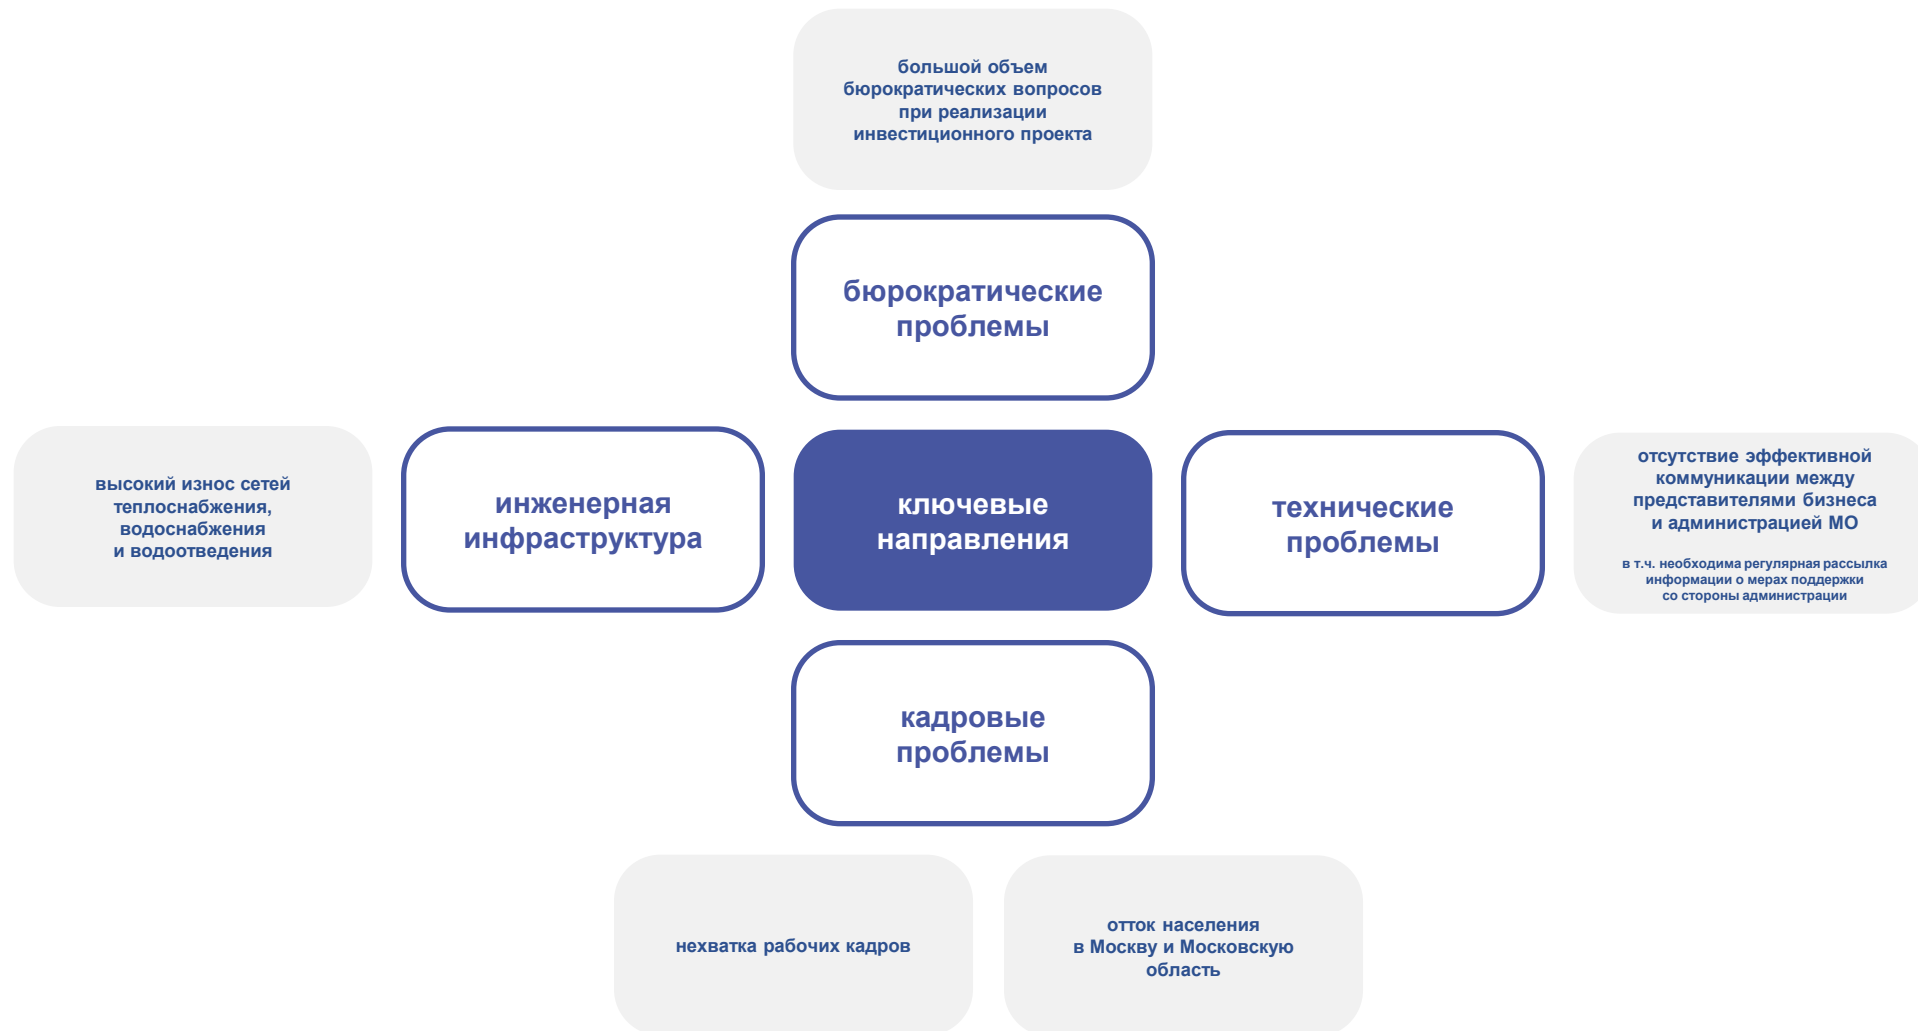 большой объем
бюрократических вопросов
при реализации
инвестиционного проекта
бюрократические
проблемы
высокий износ сетей
теплоснабжения,
водоснабжения
и водоотведения
инженерная
инфраструктура
ключевые
направления
технические
проблемы
отсутствие эффективной
коммуникации между
представителями бизнеса
и администрацией МО
в т.ч. необходима регулярная рассылка
информации о мерах поддержки
со стороны администрации
кадровые
проблемы
нехватка рабочих кадров
отток населения
в Москву и Московскую
область